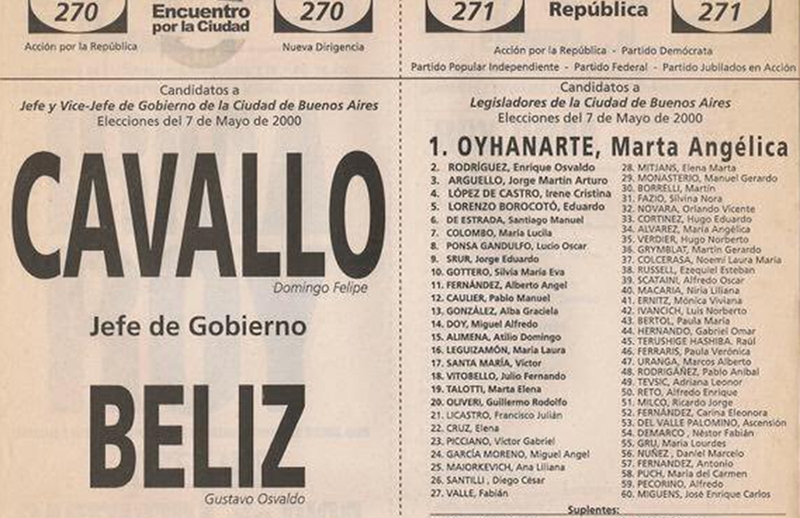 270
Encuentro
por la Ciudad
270
Acción por la República
Nueva Dirigencia
Candidatos a
Jefe y Vice-Jefe de Gobierno de la Ciudad de Buenos Aires
Elecciones del 7 de Mayo de 2000
CAVALLO
Domingo Felipe
Jefe de Gobierno
BELIZ
Gustavo Osvaldo
271
República
271
Acción por la República - Partido Demócrata
Partido Popular Independiente - Partido Federal - Partido Jubilados en Acción
Candidatos a
Legisladores de la Ciudad de Buenos Aires
Elecciones del 7 de Mayo de 2000
1. OYHANARTE, Marta Angélica
2. RODRÍGUEZ, Enrique Osvaldo
3. ARGUELLO, Jorge Martín Arturo
4. LÓPEZ DE CASTRO, Irene Cristina
5. LORENZO BOROCOTÓ, Eduardo
6. DE ESTRADA, Santiago Manuel
7. COLOMBO, María Lucila
8. PONSA GANDULFO, Lucio Oscar
9. SRUR, Jorge Eduardo
10. GOTTERO, Silvia María Eva
11. FERNÁNDEZ, Alberto Angel
12. CAULIER, Pablo Manuel
13. GONZÁLEZ, Alba Graciela
14. DOY, Miguel Alfredo
15. ALIMENA, Atilio Domingo
16. LEGUIZAMÓN, María Laura
17. SANTA MARÍA, Víctor
18. VITOBELLO, Julio Fernando
19. TALOTTI, Marta Elena
20. OLIVERI, Guillermo Rodolfo
21. LICASTRO, Francisco Julián
22. CRUZ, Elena
23. PICCIANO, Víctor Gabriel
24. GARCÍA MORENO, Miguel Angel
25. MAJORKEVICH, Ana Liliana
26. SANTILLI , Diego César
27. VALLE, Fabián
28. MITJANS, Elena Marta
29. MONASTERIO, Manuel Gerardo
30. BORRELLI, Martín
31. FAZIO, Silvina Nora
32. NOVARA, Orlando Vicente
33. CORTINEZ, Hugo Eduardo
34. ALVAREZ, María Angélica
35. VERDIER, Hugo Norberto
36. GRYMBLAT, Martín Gerardo
37. COLCERASA, Noemí Laura María
38. RUSSELL, Ezequiel Esteban
39. SCATAINI, Alfredo Oscar
40. MACARIA, Niria Liliana
41. ERNITZ, Mónica Viviana
42. IVANCICH, Luis Norberto
43. BERTOL, Paula María
44. HERNANDO, Gabriel Omar
45. TERUSHIGE HASHIBA. Raúl
46. FERRARIS, Paula Verónica
47. URANGA, Marcos Alberto
48. RODRIGÁÑEZ, Pablo Aníbal
49. TEVSIC, Adriana Leonor
50. RETO, Alfredo Enrique
51. MILCO, Ricardo Jorge
52. FERNÁNDEZ, Carina Eleonora
53. DEL VALLE PALOMINO, Ascensión
54. DEMARCO , Néstor Fabián
55. GRU, María Lourdes
56. NUÑEZ , Daniel Marcelo
57. FERNANDEZ, Antonio
58. PUCH, María del Carmen
59. PECORINO, Alfredo
60. MIGUENS, José Enrique Carlos
Suplentes: